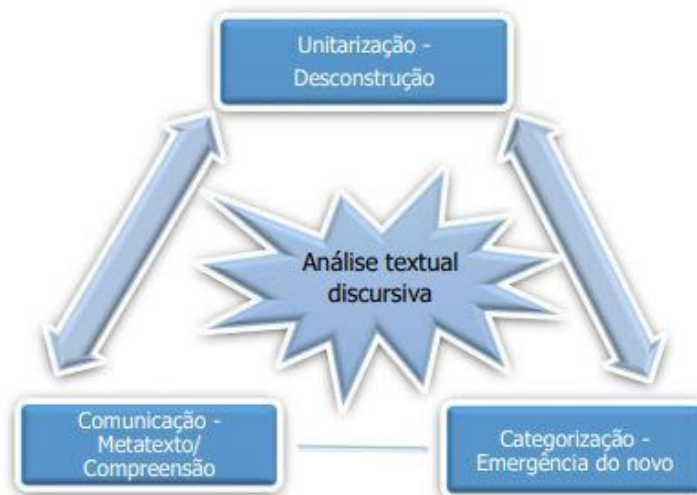 Unitarização -
Desconstrução
Análise textual
discursiva
Comunicação -
Metatexto/
Compreensão
Categorização -
Emergência do novo